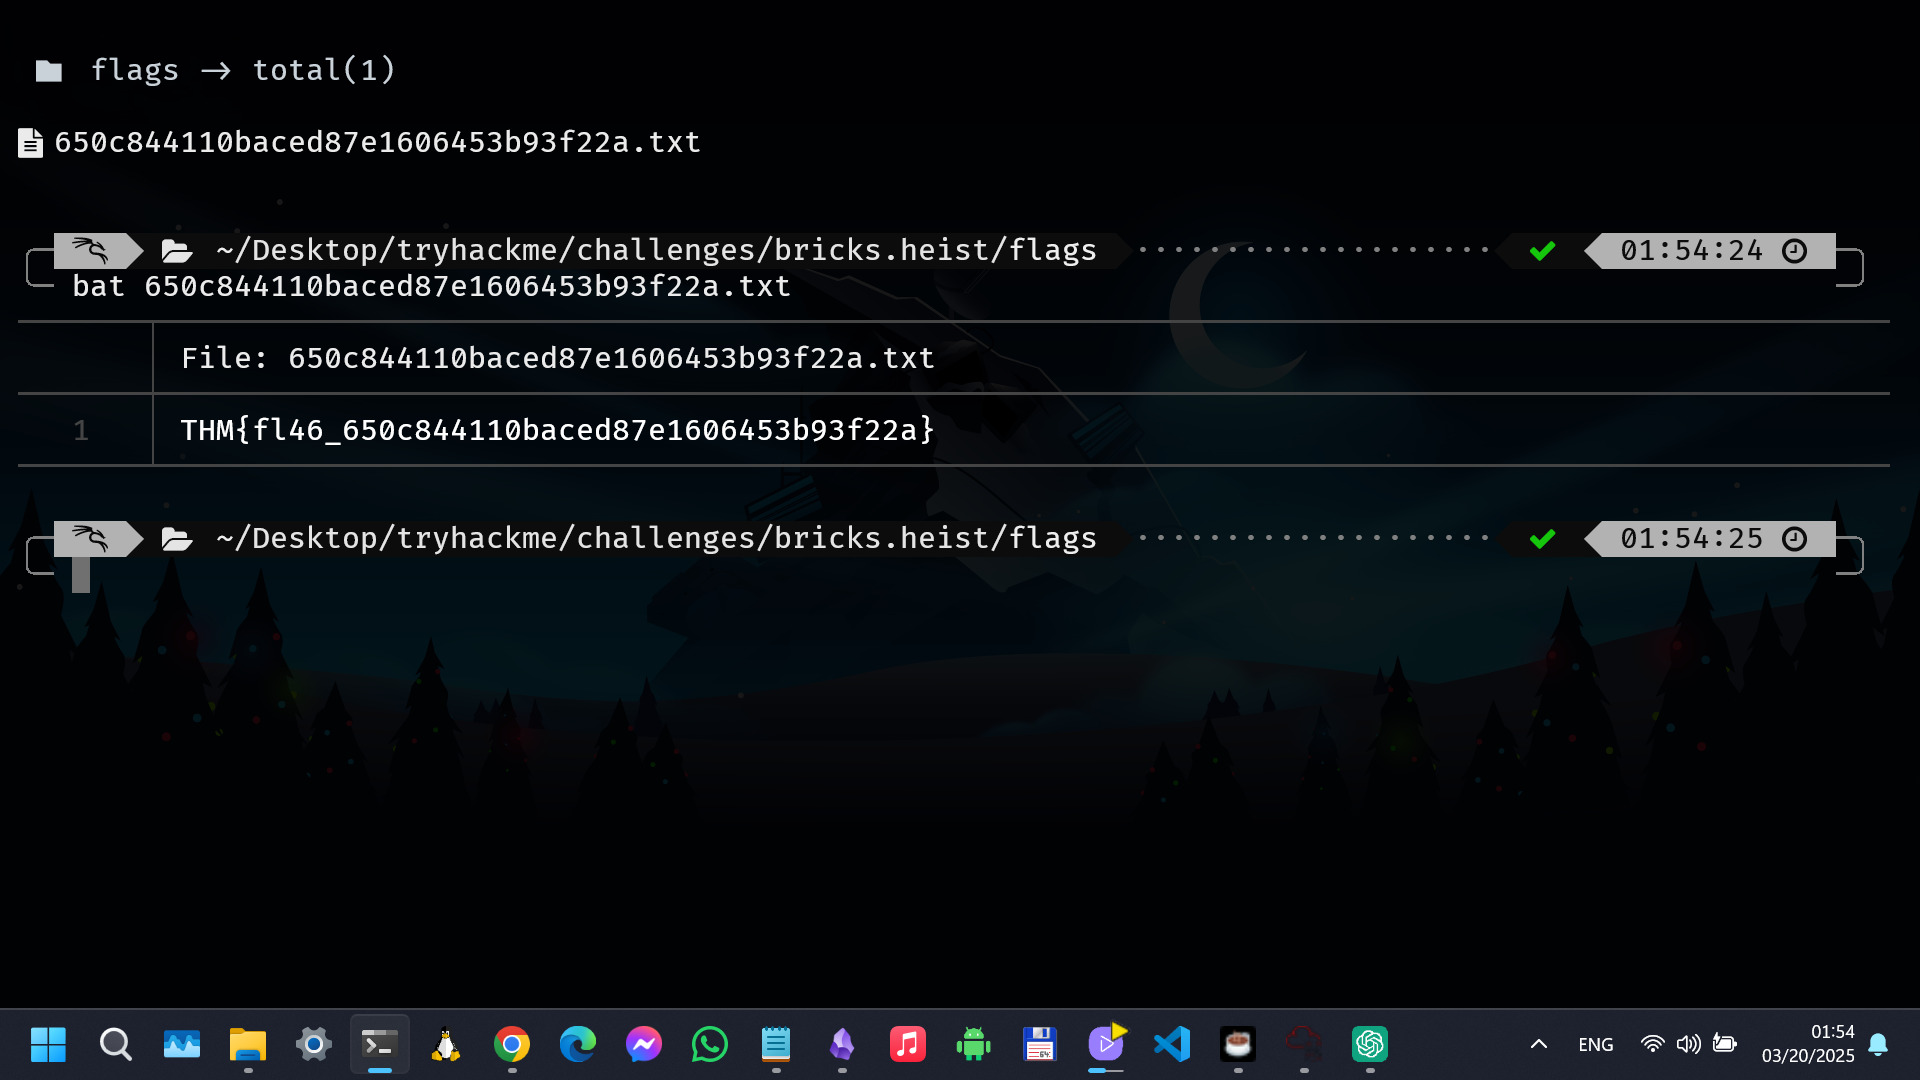 flags → total(1)
650c844110baced87e1606453b93f22a.txt
~/Desktop/tryhackme/challenges/bricks.heist/flags 01:54:24
bat 650c844110baced87e1606453b93f22a.txt
File: 650c844110baced87e1606453b93f22a.txt
1 THM{fl46_650c844110baced87e1606453b93f22a}
~/Desktop/tryhackme/challenges/bricks.heist/flags 01:54:25
64
ENG
01:54
03/20/2025